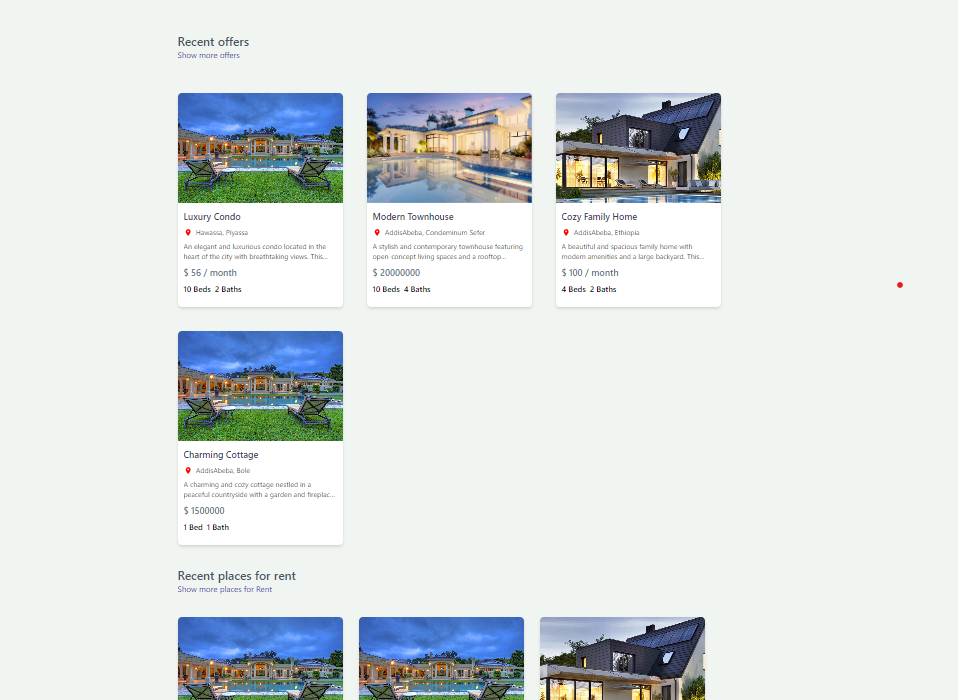 Recent offers
Show more offers
Luxury Condo
Hawassa, Piyassa
An elegant and luxurious condo located in the
heart of the city with breathtaking views. This...
$ 56 / month
10 Beds 2 Baths
Modern Townhouse
AddisAbeba, Condeminum Sefer
A stylish and contemporary townhouse featuring
open-concept living spaces and a rooftop...
$ 20000000
10 Beds 4 Baths
Cozy Family Home
AddisAbeba, Ethiopia
A beautiful and spacious family home with
modern amenities and a large backyard. This...
$ 100 / month
4 Beds 2 Baths
Charming Cottage
AddisAbeba, Bole
A charming and cozy cottage nestled in a
peaceful countryside with a garden and fireplac...
$ 1500000
1 Bed 1 Bath
Recent places for rent
Show more places for Rent